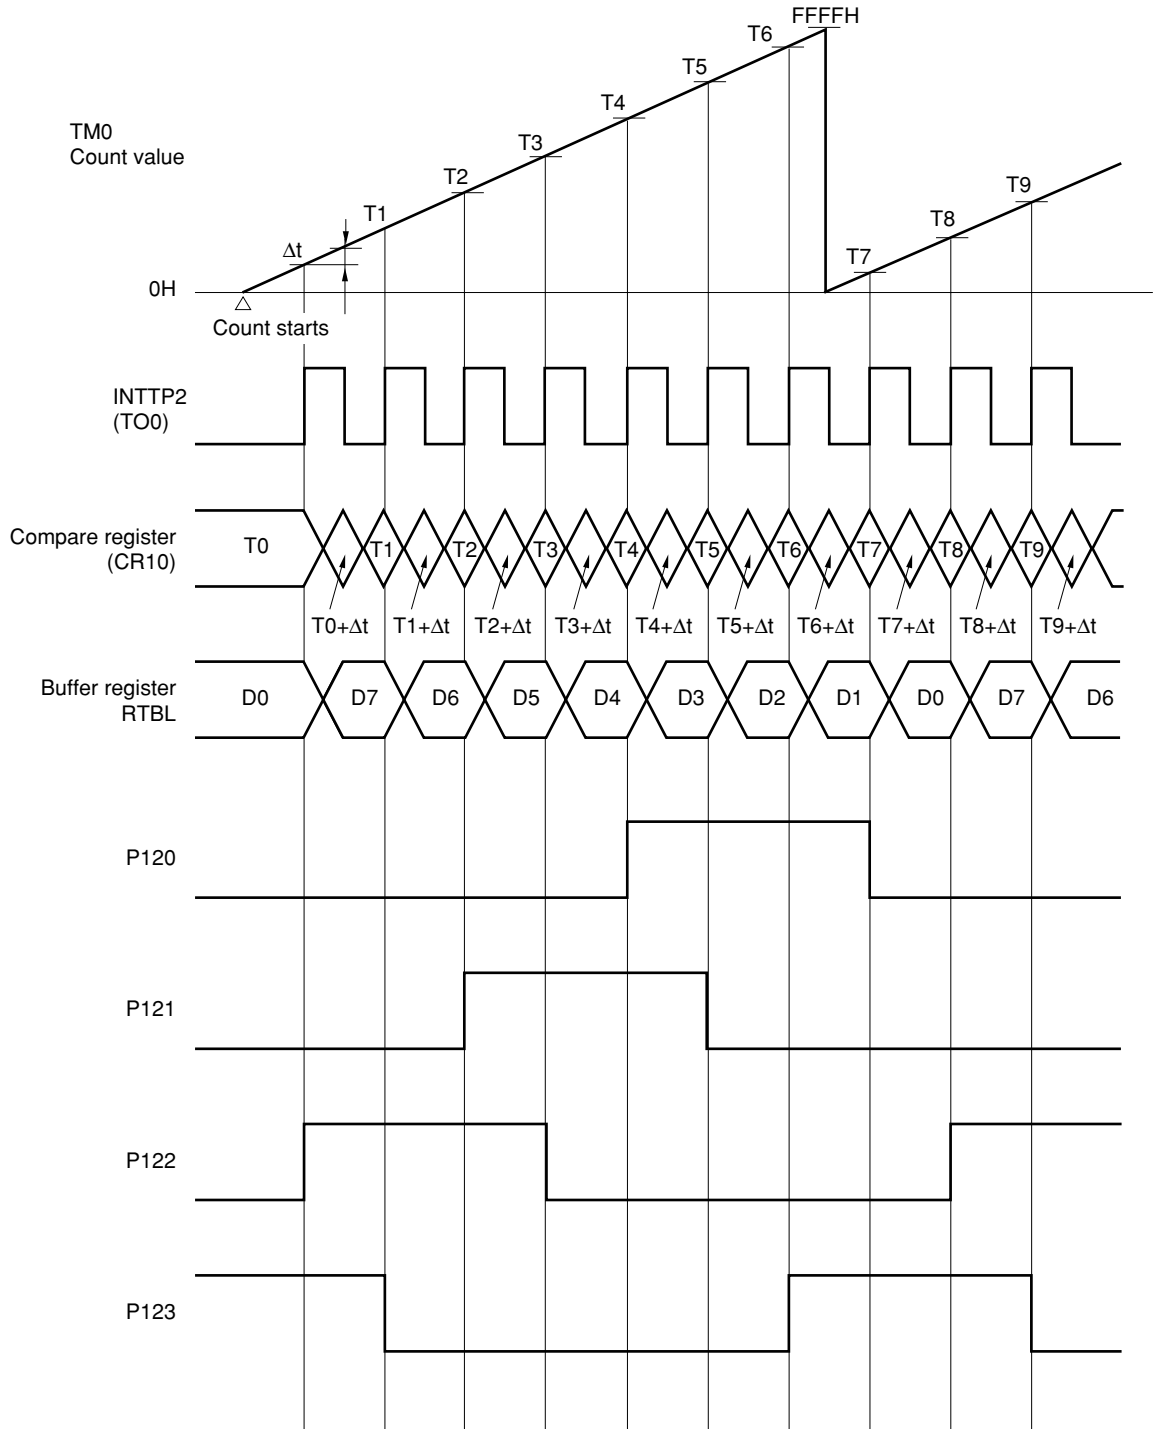 FFFFH
T6
T5
T4
T3
T2
T1
Δt
TM0
Count value
T9
T8
T7
0H
Count starts
INTTP2
(TO0)
Compare register
(CR10)
T0 T1 T2 T3 T4 T5 T6 T7 T8 T9
T0+Δt T1+Δt T2+Δt T3+Δt T4+Δt T5+Δt T6+Δt T7+Δt T8+Δt T9+Δt
Buffer register
RTBL
D0 D7 D6 D5 D4 D3 D2 D1 D0 D7 D6
P120
P121
P122
P123